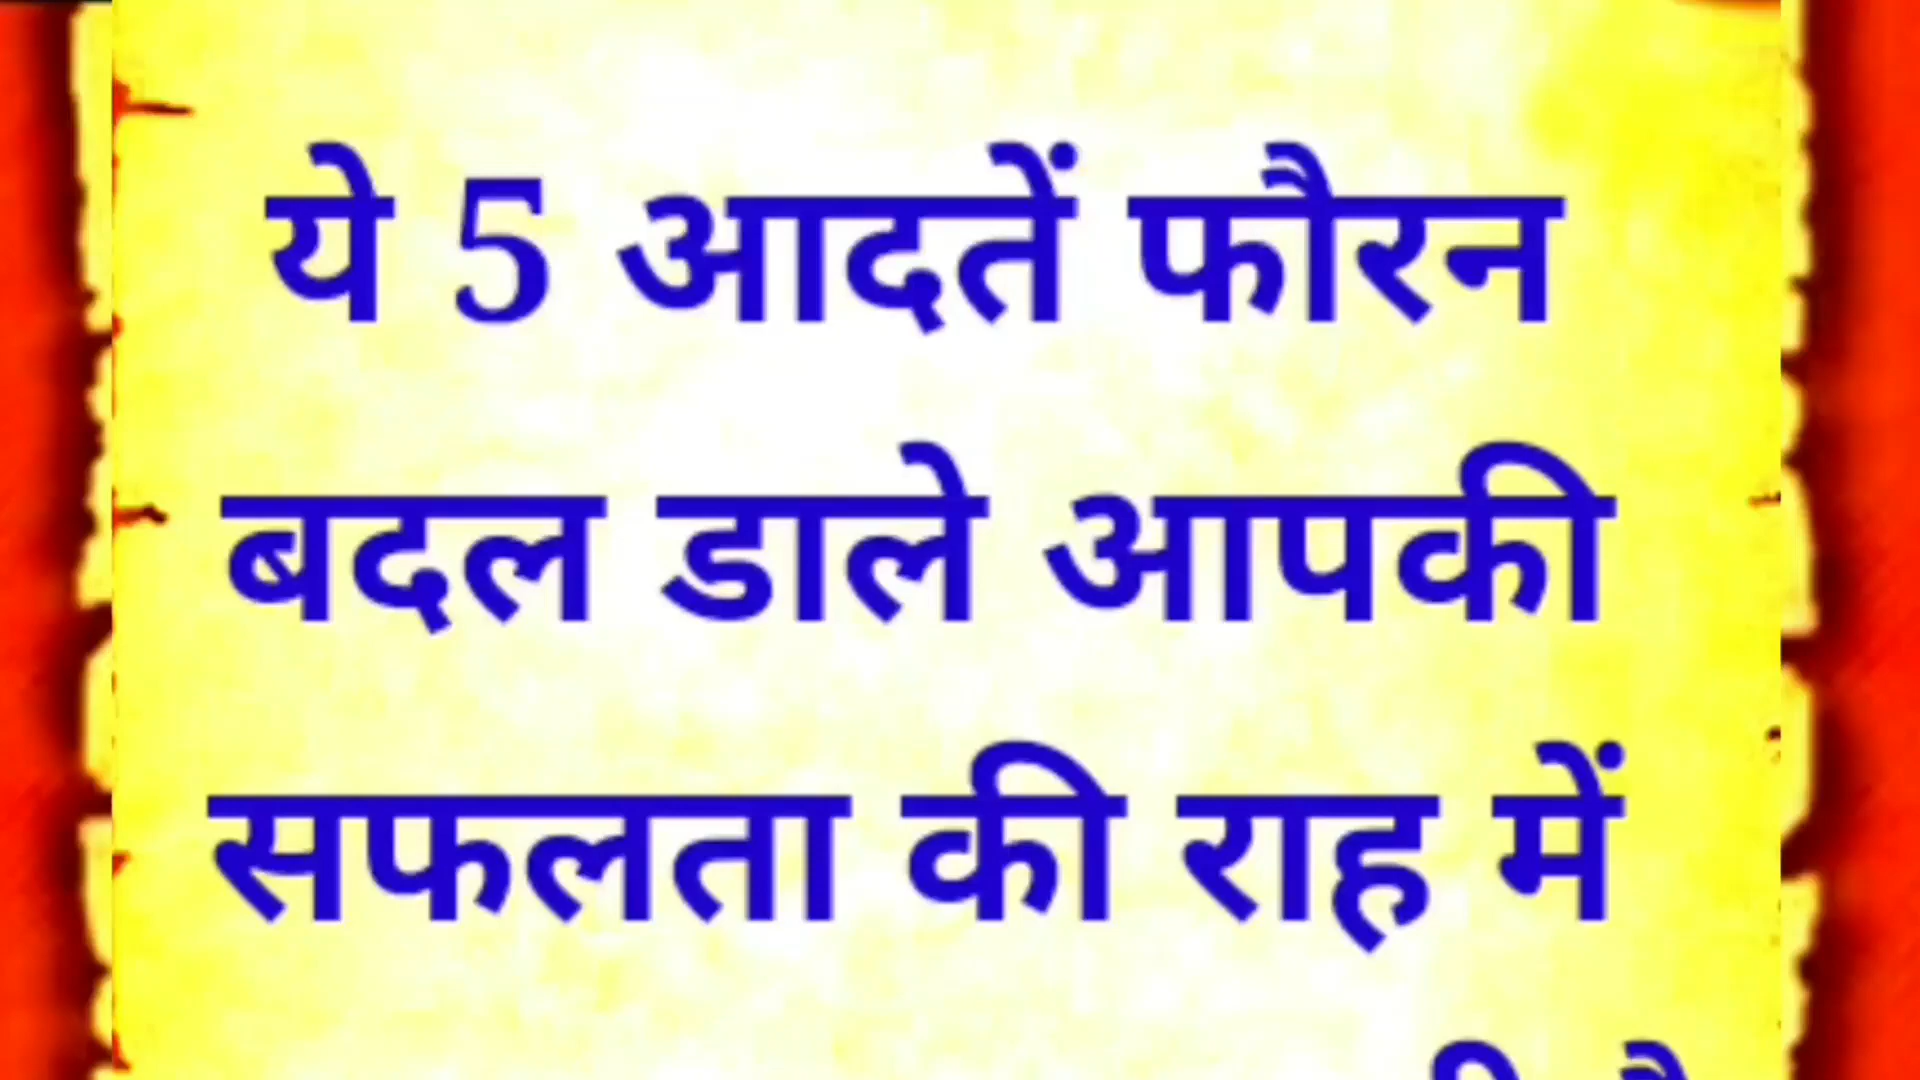 ये 5 आदतें फौरन
बदल डाले आपकी
सफलता की राह में